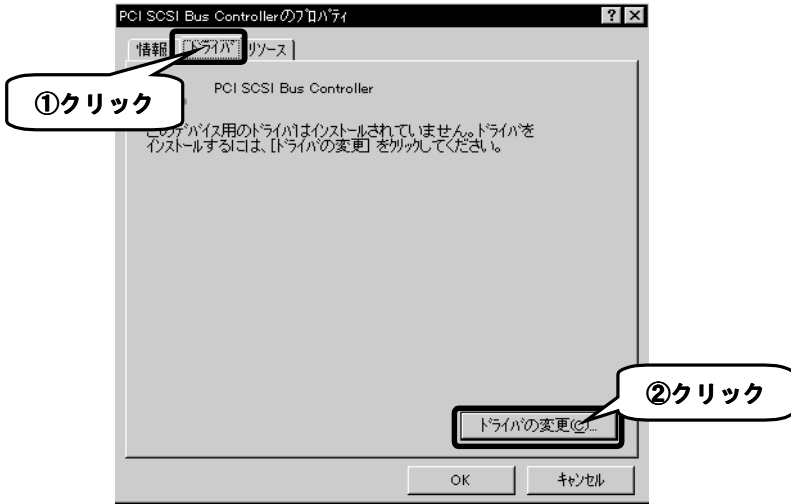 PCI SCSI Bus Controllerのプロパティ
情報 ドライバ リソース
①クリック
PCI SCSI Bus Controller
このデバイス用のドライバはインストールされていません。ドライバを
インストールするには、[ドライバの変更] をクリックしてください。
②クリック
ドライバの変更(C)...
OK キャンセル